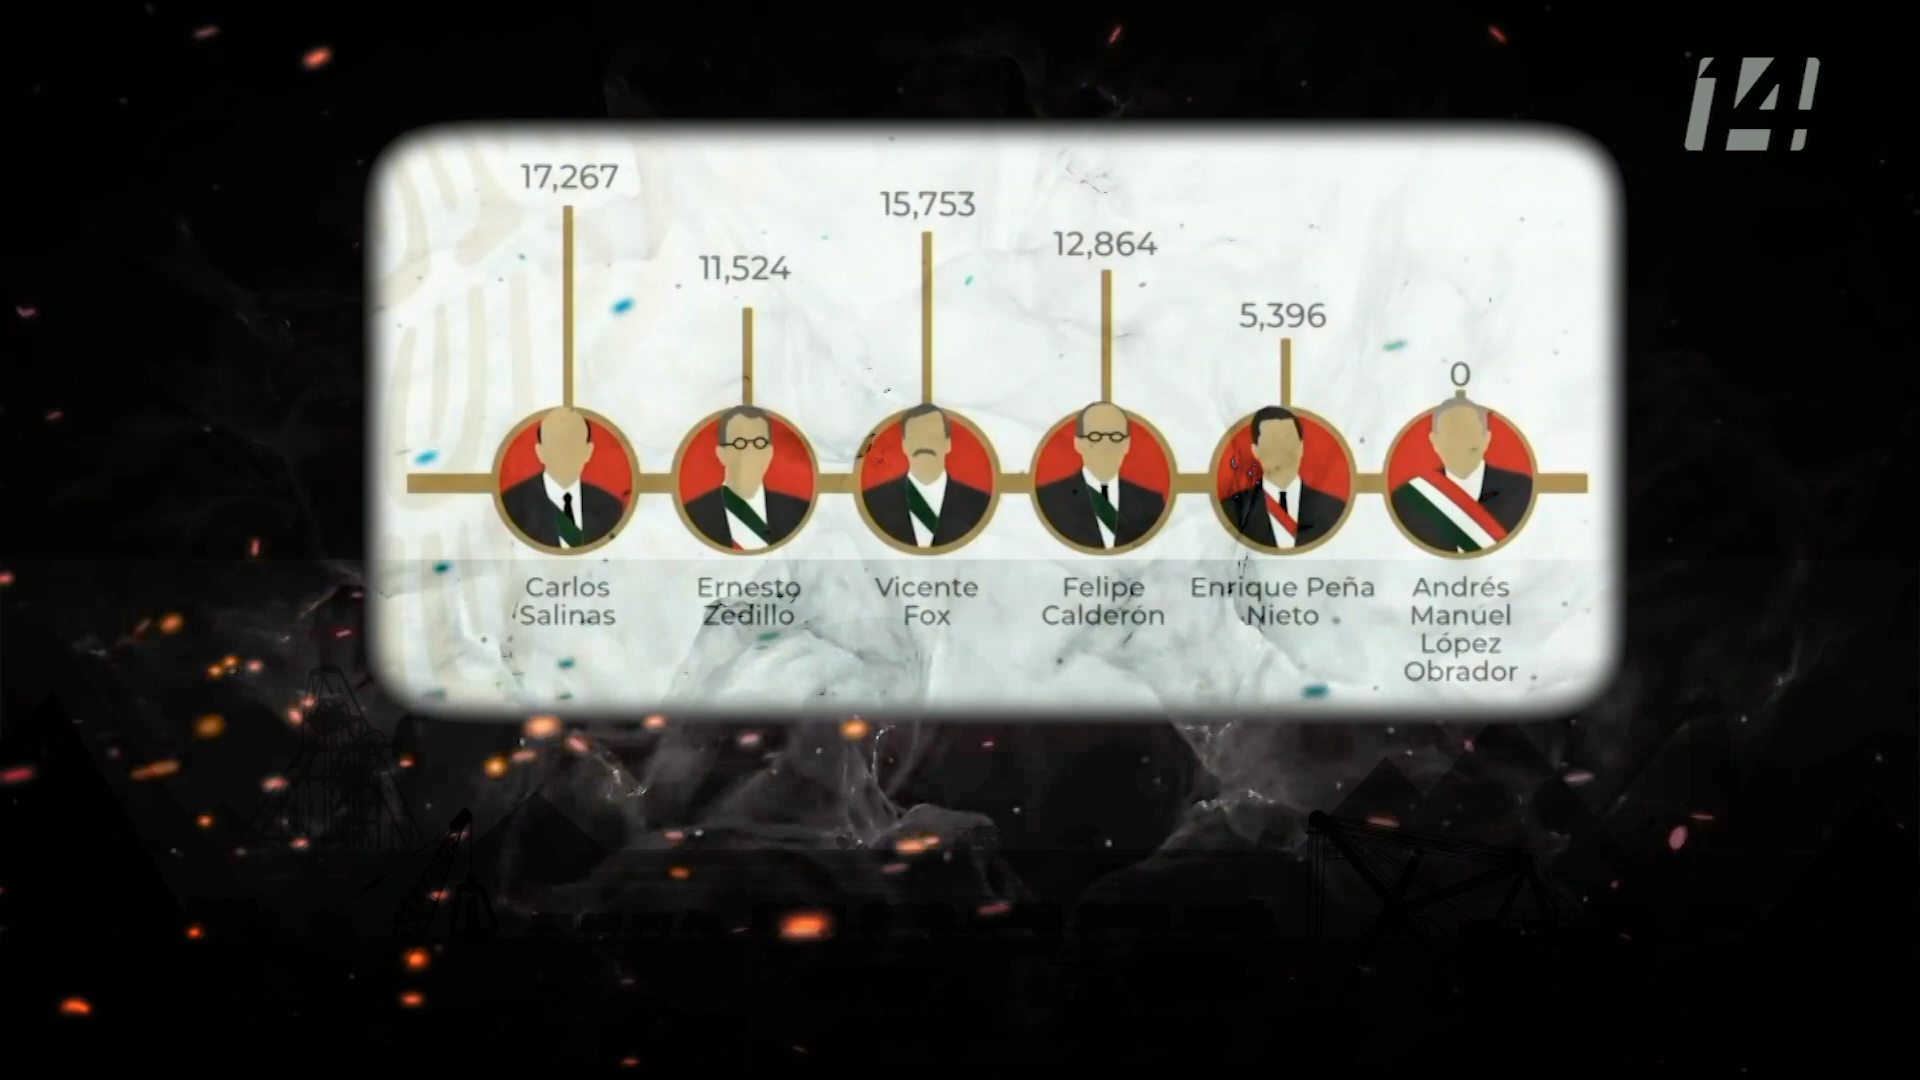 14!
17,267
11,524
15,753
12,864
5,396
0
Carlos
Salinas
Ernesto
Zedillo
Vicente
Fox
Felipe
Calderón
Enrique Peña
Nieto
Andrés
Manuel
López
Obrador